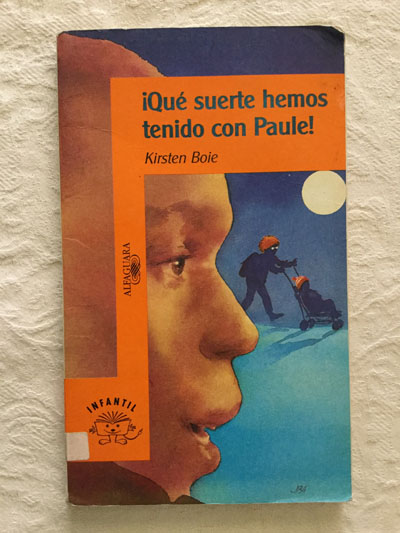 ¡Qué suerte hemos
tenido con Paule!
Kirsten Boie
ALFAGUARA
INFANTIL